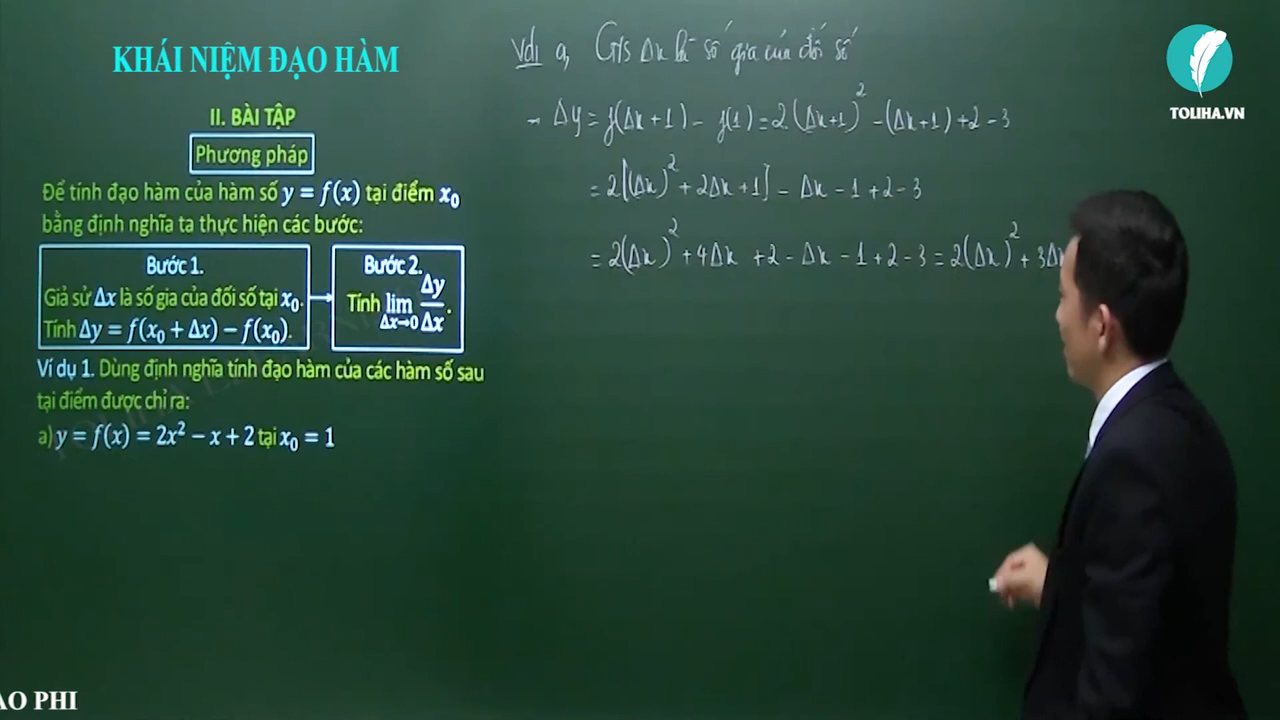 KHÁI NIỆM ĐẠO HÀM
II. BÀI TẬP
Phương pháp
Để tính đạo hàm của hàm số y = f(x) tại điểm x₀
bằng định nghĩa ta thực hiện các bước:
Bước 1.
Giả sử Δx là số gia của đối số tại x₀.
Tính Δy = f(x₀ + Δx) − f(x₀).
Bước 2.
Tính lim Δy/Δx.
Δx→0
Ví dụ 1. Dùng định nghĩa tính đạo hàm của các hàm số sau
tại điểm được chỉ ra:
a) y = f(x) = 2x² − x + 2 tại x₀ = 1
Vd1 a, G/s Δx là số gia của đối số
→ Δy = f(Δx + 1) − f(1) = 2(Δx+1)² − (Δx+1) + 2 − 3
= 2[(Δx)² + 2Δx + 1] − Δx − 1 + 2 − 3
= 2(Δx)² + 4Δx + 2 − Δx − 1 + 2 − 3 = 2(Δx)² + 3Δx
TOLIHA.VN
AO PHI